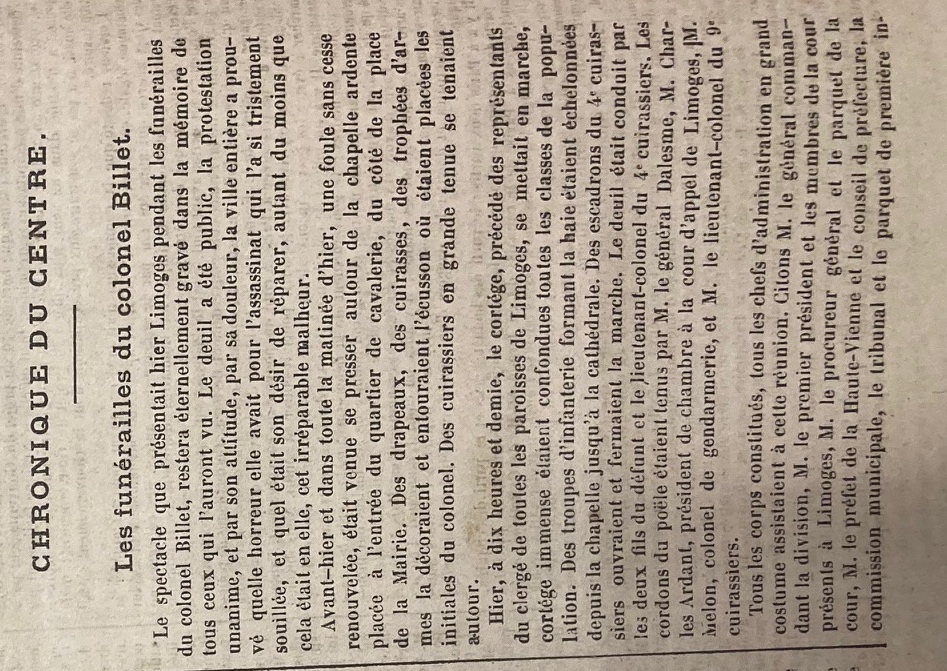 CHRONIQUE DU CENTRE.
Les funérailles du colonel Billet.
Le spectacle que présentait hier Limoges pendant les funérailles
du colonel Billet, restera éternellement gravé dans la mémoire de
tous ceux qui l'auront vu. Le deuil a été public, la protestation
unanime, et par son attitude, par sa douleur, la ville entière a prou-
vé quelle horreur elle avait pour l'assassinat qui l'a si tristement
souillée, et quel était son désir de réparer, autant du moins que
cela était en elle, cet irréparable malheur.
Avant-hier et dans toute la matinée d'hier, une foule sans cesse
renouvelée, était venue se presser autour de la chapelle ardente
placée à l'entrée du quartier de cavalerie, du côté de la place
de la Mairie. Des drapeaux, des cuirasses, des trophées d'ar-
mes la décoraient et entouraient l'écusson où étaient placées les
initiales du colonel. Des cuirassiers en grande tenue se tenaient
autour.
Hier, à dix heures et demie, le cortége, précédé des représentants
du clergé de toutes les paroisses de Limoges, se mettait en marche,
cortége immense étaient confondues toutes les classes de la popu-
lation. Des troupes d'infanterie formant la haie étaient échelonnées
depuis la chapelle jusqu'à la cathédrale. Des escadrons du 4e cuiras-
siers ouvraient et fermaient la marche. Le deuil était conduit par
les deux fils du défunt et le lieutenant-colonel du 4e cuirassiers. Les
cordons du poêle étaient tenus par M. le général Dalesme, M. Char-
les Ardant, président de chambre à la cour d'appel de Limoges, M.
Melon, colonel de gendarmerie, et M. le lieutenant-colonel du 9e
cuirassiers.
Tous les corps constitués, tous les chefs d'administration en grand
costume assistaient à cette réunion. Citons M. le général comman-
dant la division, M. le premier président et les membres de la cour
présents à Limoges, M. le procureur général et le parquet de la
cour, M. le préfet de la Haute-Vienne et le conseil de préfecture, la
commission municipale, le tribunal et le parquet de première in-